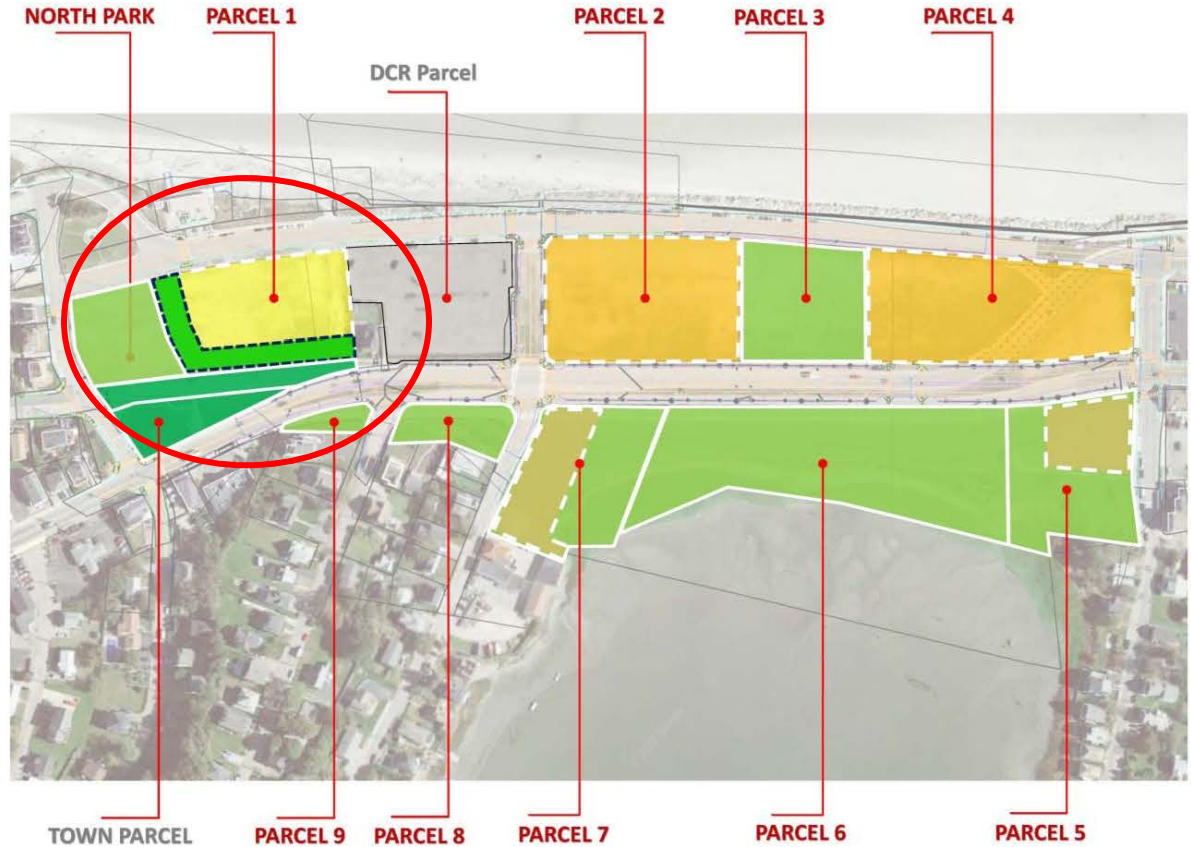 NORTH PARK
PARCEL 1
PARCEL 2
PARCEL 3
PARCEL 4
DCR Parcel
TOWN PARCEL
PARCEL 9
PARCEL 8
PARCEL 7
PARCEL 6
PARCEL 5